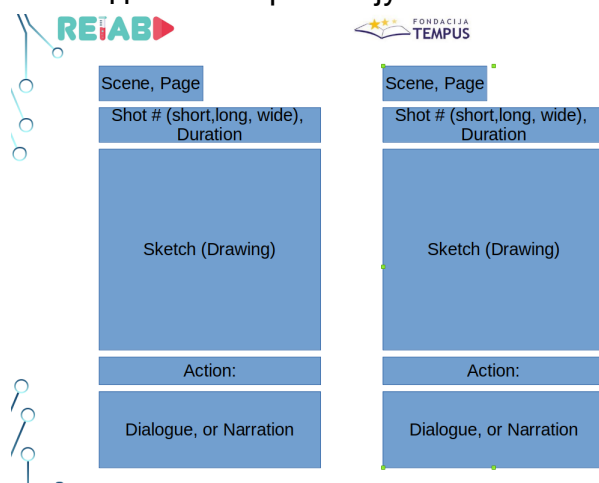 RELAB
FONDACIJA
TEMPUS
Scene, Page
Shot # (short,long, wide),
Duration
Sketch (Drawing)
Action:
Dialogue, or Narration
Scene, Page
Shot # (short,long, wide),
Duration
Sketch (Drawing)
Action:
Dialogue, or Narration